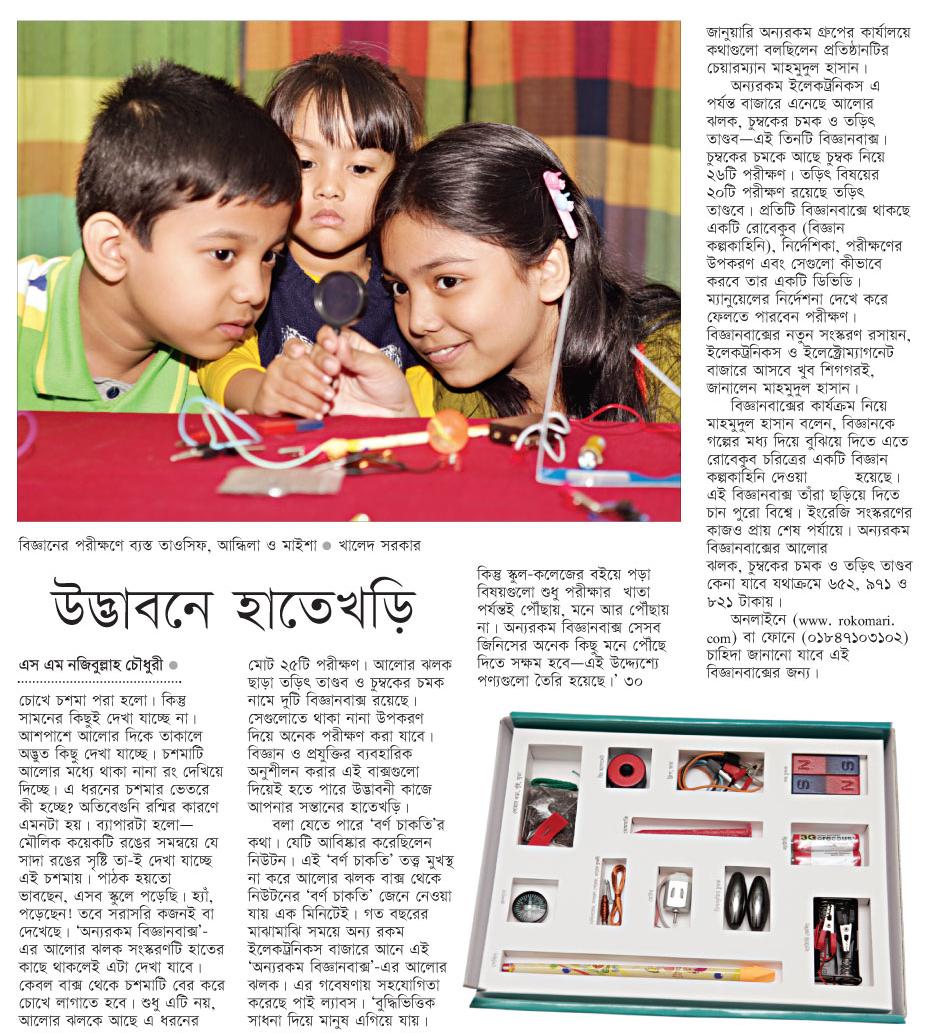 বিজ্ঞানের পরীক্ষণে ব্যস্ত তাওসিফ, আন্ধিলা ও মাইশা ● খালেদ সরকার
উদ্ভাবনে হাতেখড়ি
এস এম নজিবুল্লাহ চৌধুরী ●
চোখে চশমা পরা হলো। কিন্তু
সামনের কিছুই দেখা যাচ্ছে না।
আশপাশে আলোর দিকে তাকালে
অদ্ভুত কিছু দেখা যাচ্ছে। চশমাটি
আলোর মধ্যে থাকা নানা রং দেখিয়ে
দিচ্ছে। এ ধরনের চশমার ভেতরে
কী হচ্ছে? অতিবেগুনি রশ্মির কারণে
এমনটা হয়। ব্যাপারটা হলো—
মৌলিক কয়েকটি রঙের সমন্বয়ে যে
সাদা রঙের সৃষ্টি তা-ই দেখা যাচ্ছে
এই চশমায়। পাঠক হয়তো
ভাবছেন, এসব স্কুলে পড়েছি। হ্যাঁ,
পড়েছেন! তবে সরাসরি কজনই বা
দেখেছে। ‘অন্যরকম বিজ্ঞানবাক্স’-
এর আলোর ঝলক সংস্করণটি হাতের
কাছে থাকলেই এটা দেখা যাবে।
কেবল বাক্স থেকে চশমাটি বের করে
চোখে লাগাতে হবে। শুধু এটি নয়,
আলোর ঝলকে আছে এ ধরনের
মোট ২৫টি পরীক্ষণ। আলোর ঝলক
ছাড়া তড়িৎ তাণ্ডব ও চুম্বকের চমক
নামে দুটি বিজ্ঞানবাক্স রয়েছে।
সেগুলোতে থাকা নানা উপকরণ
দিয়ে অনেক পরীক্ষণ করা যাবে।
বিজ্ঞান ও প্রযুক্তির ব্যবহারিক
অনুশীলন করার এই বাক্সগুলো
দিয়েই হতে পারে উদ্ভাবনী কাজে
আপনার সন্তানের হাতেখড়ি।
বলা যেতে পারে ‘বর্ণ চাকতি’র
কথা। যেটি আবিষ্কার করেছিলেন
নিউটন। এই ‘বর্ণ চাকতি’ তত্ত্ব মুখস্থ
না করে আলোর ঝলক বাক্স থেকে
নিউটনের ‘বর্ণ চাকতি’ জেনে নেওয়া
যায় এক মিনিটেই। গত বছরের
মাঝামাঝি সময়ে অন্য রকম
ইলেকট্রনিকস বাজারে আনে এই
‘অন্যরকম বিজ্ঞানবাক্স’-এর আলোর
ঝলক। এর গবেষণায় সহযোগিতা
করেছে পাই ল্যাবস। ‘বুদ্ধিভিত্তিক
সাধনা দিয়ে মানুষ এগিয়ে যায়।
কিন্তু স্কুল-কলেজের বইয়ে পড়া
বিষয়গুলো শুধু পরীক্ষার খাতা
পর্যন্তই পৌঁছায়, মনে আর পৌঁছায়
না। অন্যরকম বিজ্ঞানবাক্স সেসব
জিনিসের অনেক কিছু মনে পৌঁছে
দিতে সক্ষম হবে—এই উদ্দ্যেশ্যে
পণ্যগুলো তৈরি হয়েছে।’ ৩০
জানুয়ারি অন্যরকম গ্রুপের কার্যালয়ে
কথাগুলো বলছিলেন প্রতিষ্ঠানটির
চেয়ারম্যান মাহমুদুল হাসান।
অন্যরকম ইলেকট্রনিকস এ
পর্যন্ত বাজারে এনেছে আলোর
ঝলক, চুম্বকের চমক ও তড়িৎ
তাণ্ডব—এই তিনটি বিজ্ঞানবাক্স।
চুম্বকের চমকে আছে চুম্বক নিয়ে
২৬টি পরীক্ষণ। তড়িৎ বিষয়ের
২০টি পরীক্ষণ রয়েছে তড়িৎ
তাণ্ডবে। প্রতিটি বিজ্ঞানবাক্সে থাকছে
একটি রোবেকুব (বিজ্ঞান
কল্পকাহিনি), নির্দেশিকা, পরীক্ষণের
উপকরণ এবং সেগুলো কীভাবে
করবে তার একটি ডিভিডি।
ম্যানুয়েলের নির্দেশনা দেখে করে
ফেলতে পারবেন পরীক্ষণ।
বিজ্ঞানবাক্সের নতুন সংস্করণ রসায়ন,
ইলেকট্রনিকস ও ইলেক্ট্রোম্যাগনেট
বাজারে আসবে খুব শিগগরই,
জানালেন মাহমুদুল হাসান।
বিজ্ঞানবাক্সের কার্যক্রম নিয়ে
মাহমুদুল হাসান বলেন, বিজ্ঞানকে
গল্পের মধ্য দিয়ে বুঝিয়ে দিতে এতে
রোবেকুব চরিত্রের একটি বিজ্ঞান
কল্পকাহিনি দেওয়া হয়েছে।
এই বিজ্ঞানবাক্স তাঁরা ছড়িয়ে দিতে
চান পুরো বিশ্বে। ইংরেজি সংস্করণের
কাজও প্রায় শেষ পর্যায়ে। অন্যরকম
বিজ্ঞানবাক্সের আলোর
ঝলক, চুম্বকের চমক ও তড়িৎ তাণ্ডব
কেনা যাবে যথাক্রমে ৬৫২, ৯৭১ ও
৮২১ টাকায়।
অনলাইনে (www. rokomari.
com) বা ফোনে (০১৮৪৭১০৩১০২)
চাহিদা জানানো যাবে এই
বিজ্ঞানবাক্সের জন্য।
N S
S N